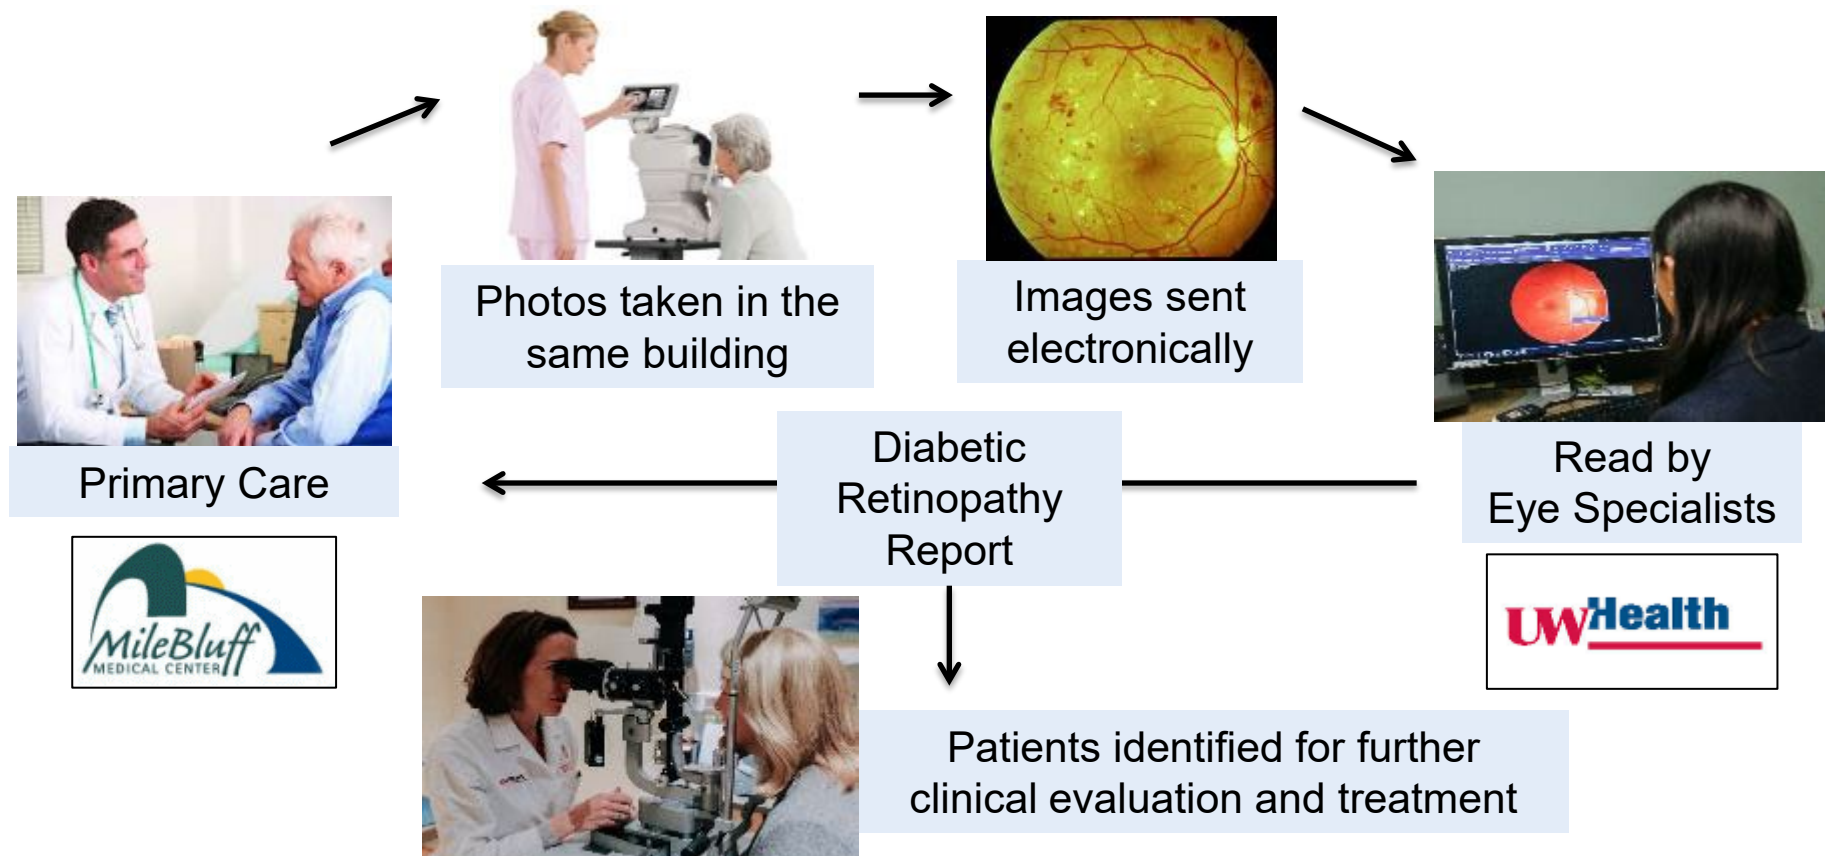 Photos taken in the
same building
Images sent
electronically
Primary Care
MileBluff
MEDICAL CENTER
Diabetic
Retinopathy
Report
Read by
Eye Specialists
UWHealth
Patients identified for further
clinical evaluation and treatment